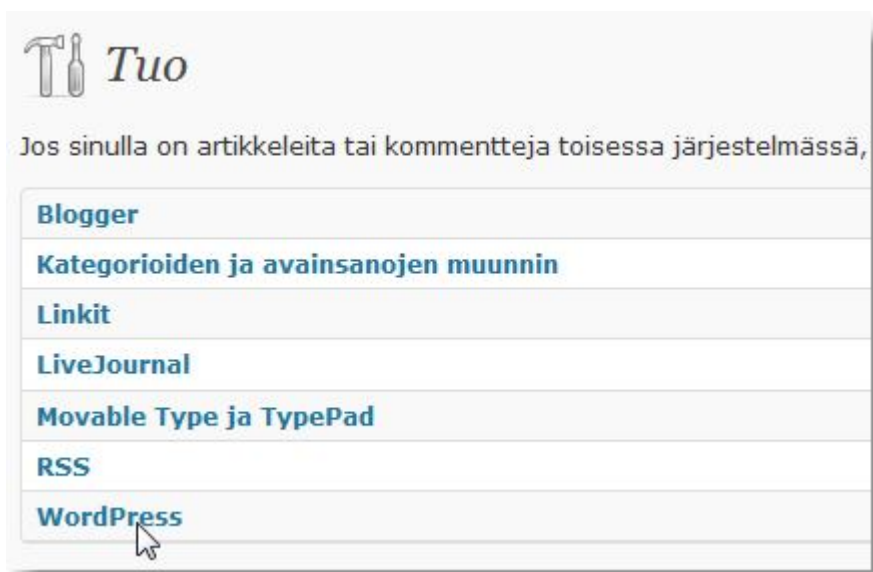 Tuo
Jos sinulla on artikkeleita tai kommentteja toisessa järjestelmässä,
Blogger
Kategorioiden ja avainsanojen muunnin
Linkit
LiveJournal
Movable Type ja TypePad
RSS
WordPress